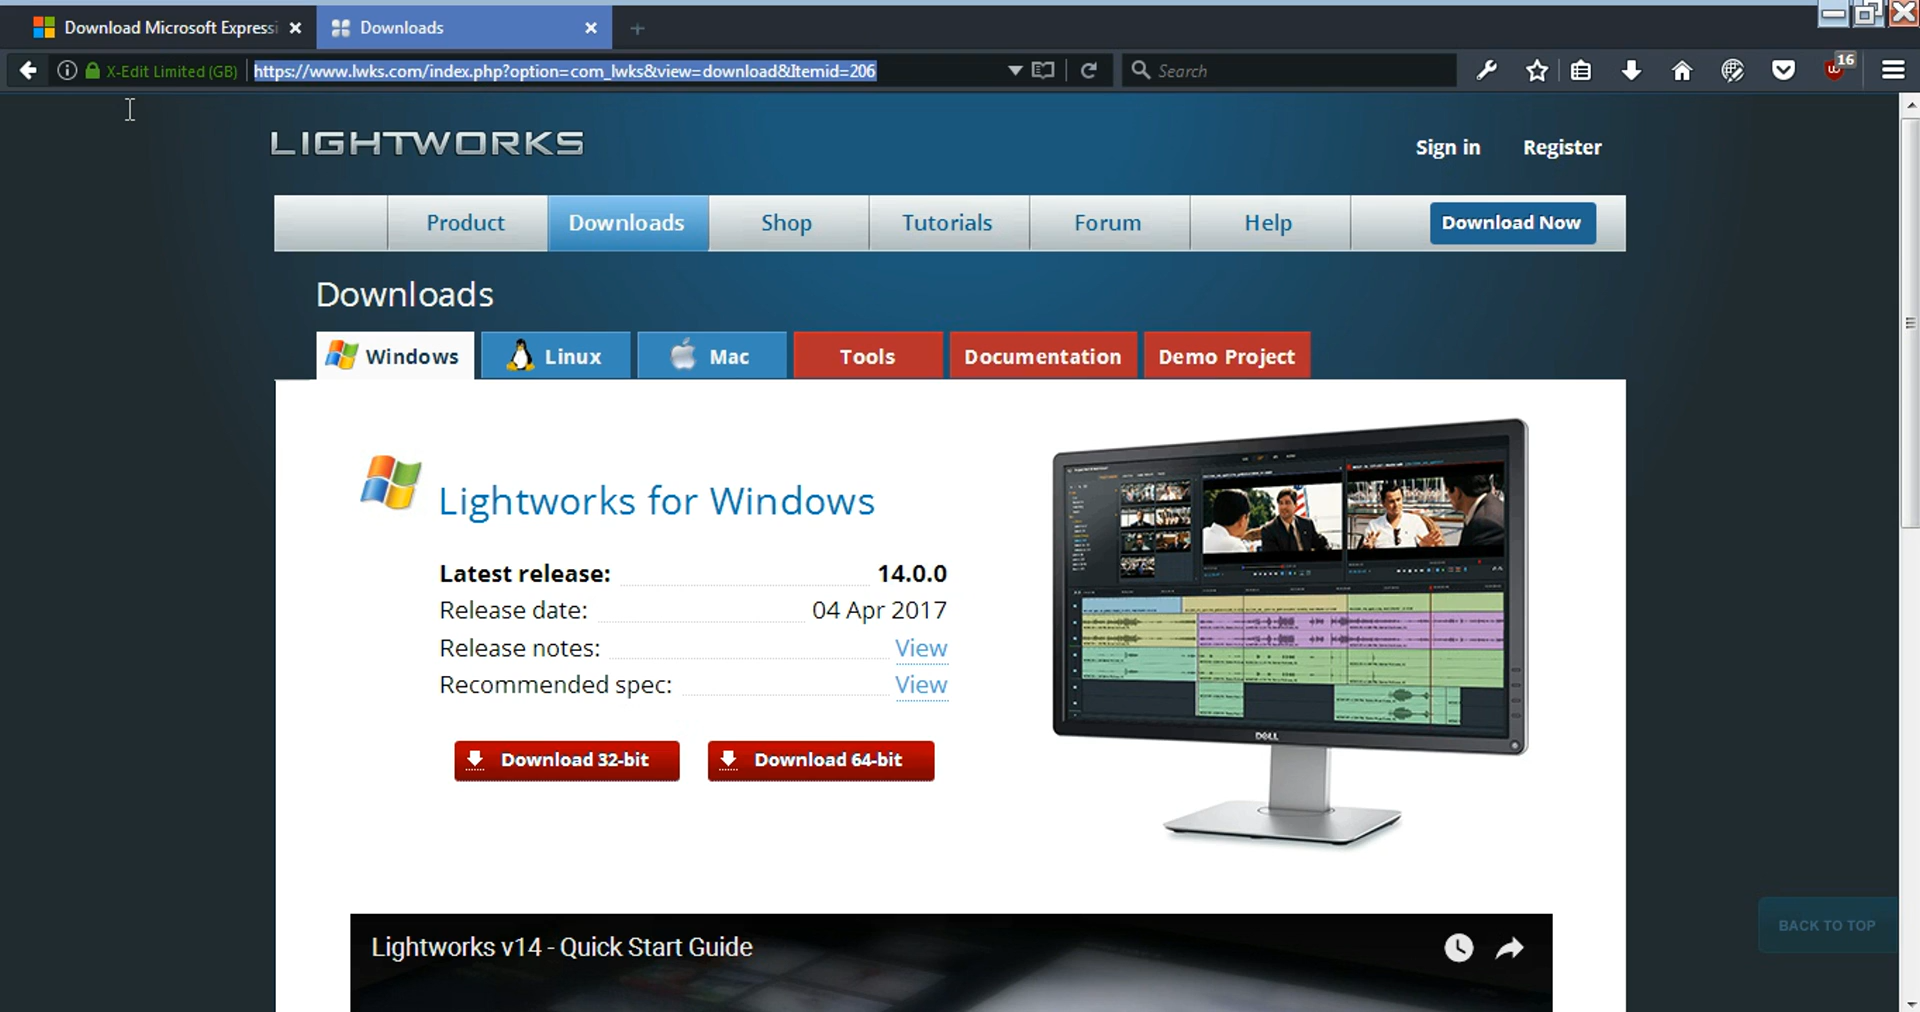 Download Microsoft Expressi
Downloads
X-Edit Limited (GB)
https://www.lwks.com/index.php?option=com_lwks&view=download&Itemid=206
Search
16
LIGHTWORKS
Sign in
Register
Product
Downloads
Shop
Tutorials
Forum
Help
Download Now
Downloads
Windows
Linux
Mac
Tools
Documentation
Demo Project
Lightworks for Windows
Latest release: 14.0.0
Release date: 04 Apr 2017
Release notes: View
Recommended spec: View
Download 32-bit
Download 64-bit
DELL
BACK TO TOP
Lightworks v14 - Quick Start Guide